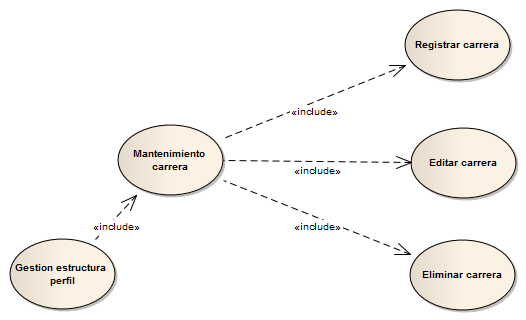 Registrar carrera
«include»
Mantenimiento
carrera
Editar carrera
«include»
«include»
Gestion estructura
perfil
«include»
Eliminar carrera